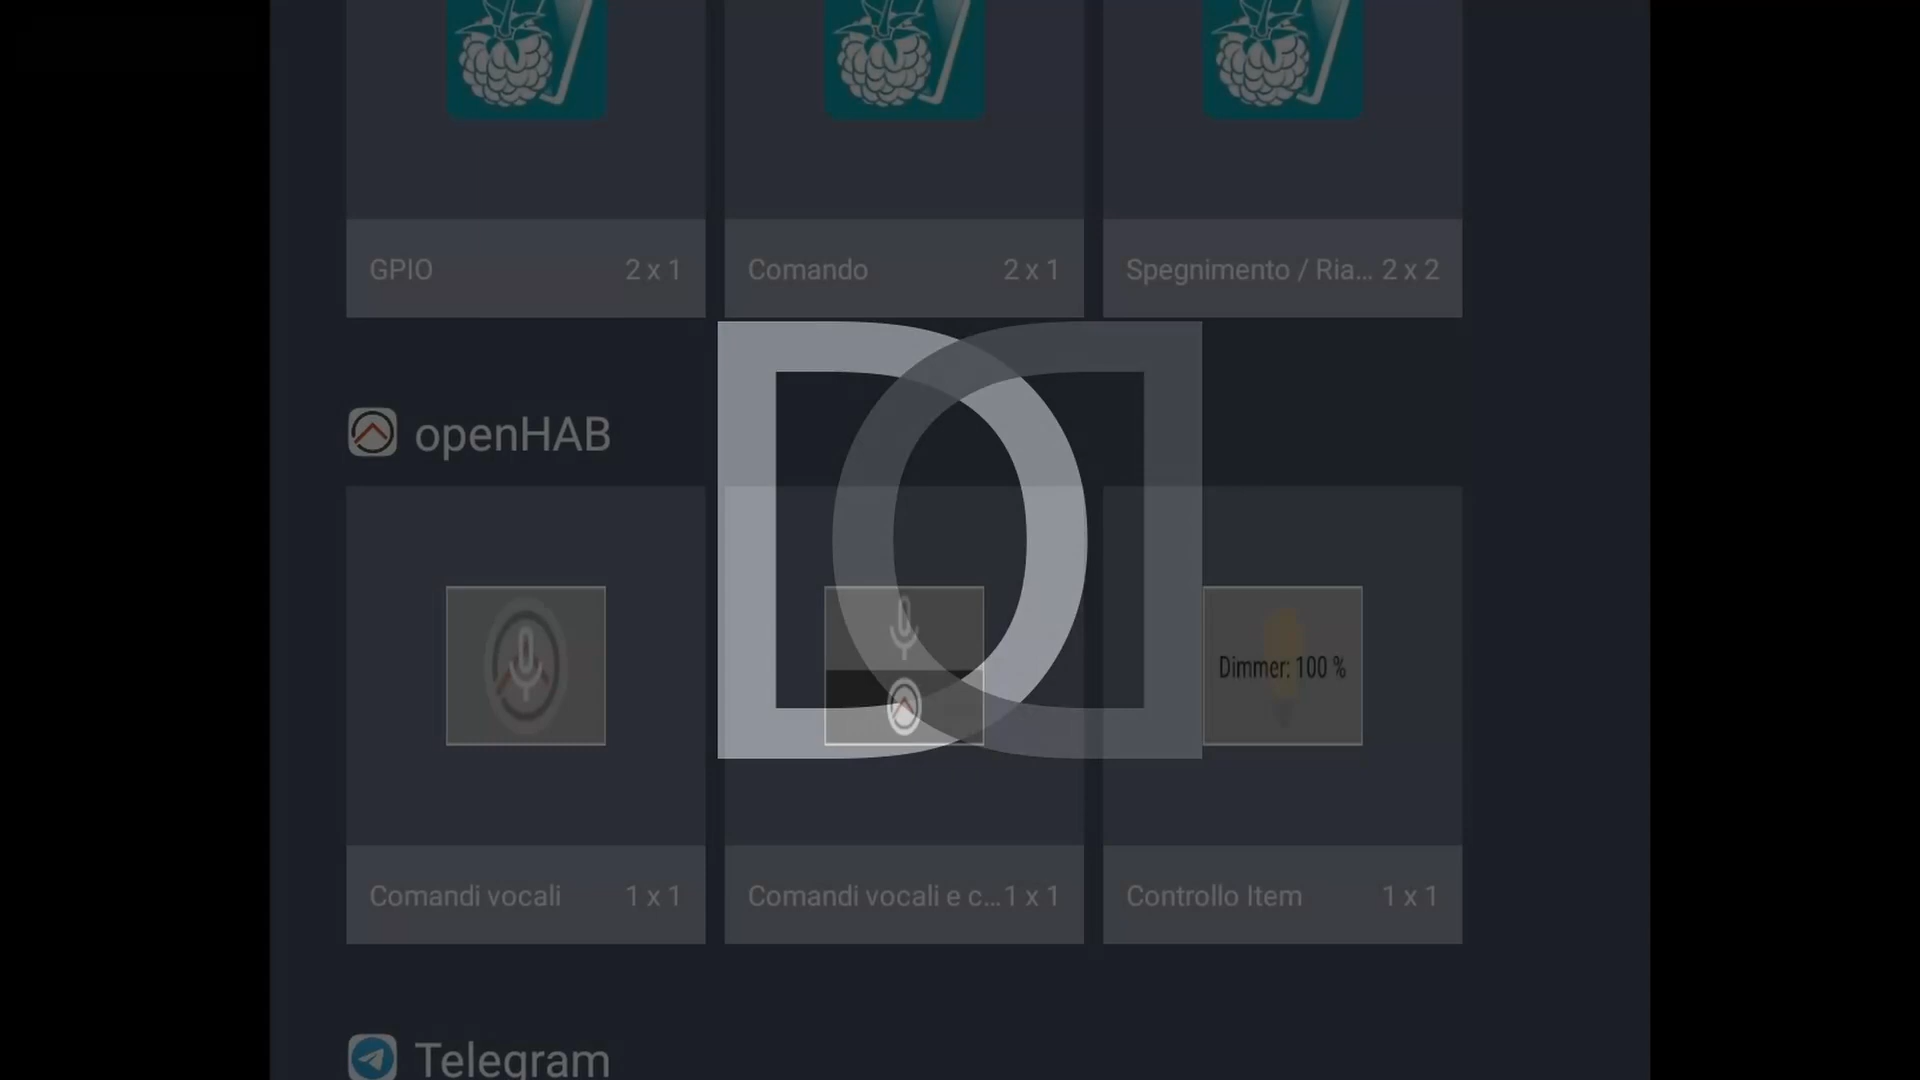 GPIO 2 x 1 Comando 2 x 1 Spegnimento / Ria... 2 x 2
openHAB
Dimmer: 100 %
Comandi vocali 1 x 1 Comandi vocali e c... 1 x 1 Controllo Item 1 x 1
Telegram